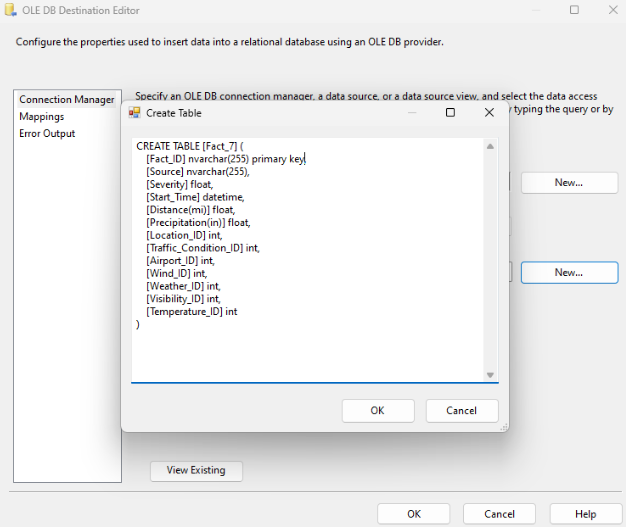 OLE DB Destination Editor
Configure the properties used to insert data into a relational database using an OLE DB provider.
Connection Manager
Mappings
Error Output
Specify an OLE DB connection manager, a data source, or a data source view, and select the data access
typing the query or by
Create Table
CREATE TABLE [Fact_7] (
[Fact_ID] nvarchar(255) primary key
[Source] nvarchar(255),
[Severity] float,
[Start_Time] datetime,
[Distance(mi)] float,
[Precipitation(in)] float,
[Location_ID] int,
[Traffic_Condition_ID] int,
[Airport_ID] int,
[Wind_ID] int,
[Weather_ID] int,
[Visibility_ID] int,
[Temperature_ID] int
)
New...
New...
OK
Cancel
View Existing
OK
Cancel
Help